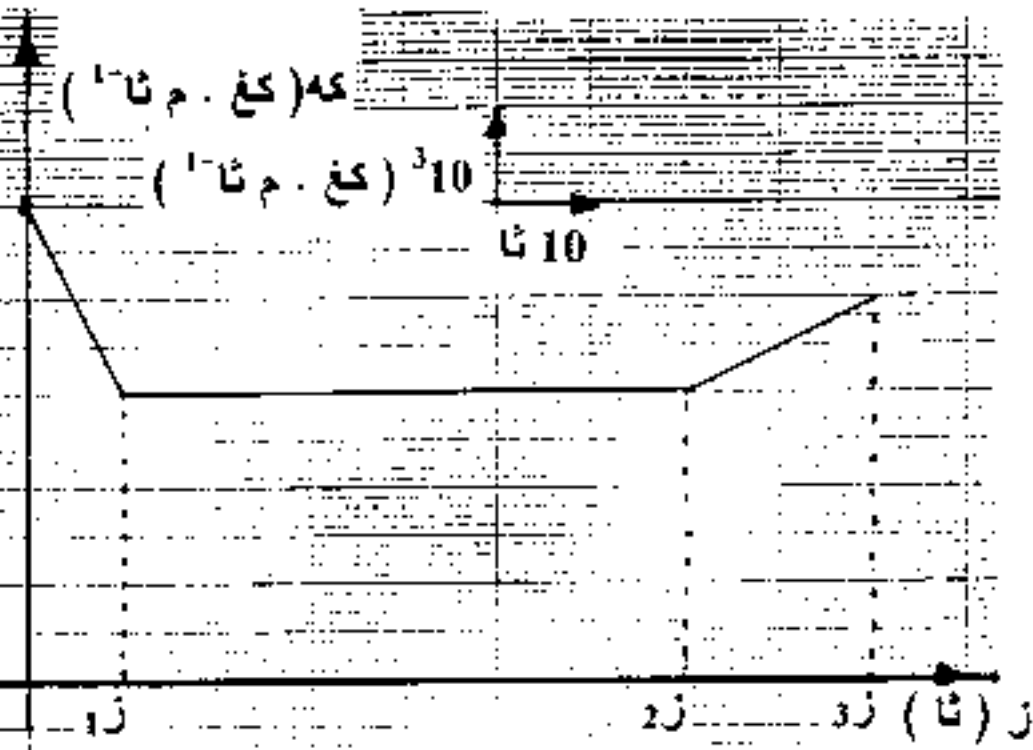 كه( كغ . م ثا⁻¹ )
10³ ( كغ . م ثا⁻¹ )
10 ثا
ز1
ز2
ز3
ز ( ثا )